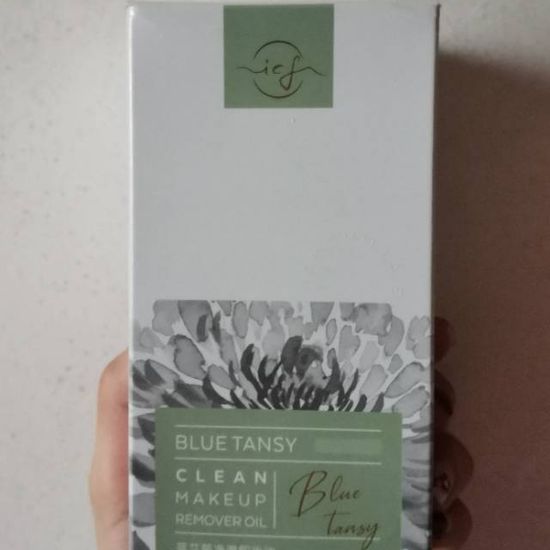 icf
BLUE TANSY
CLEAN
MAKEUP
REMOVER OIL
Blue
tansy